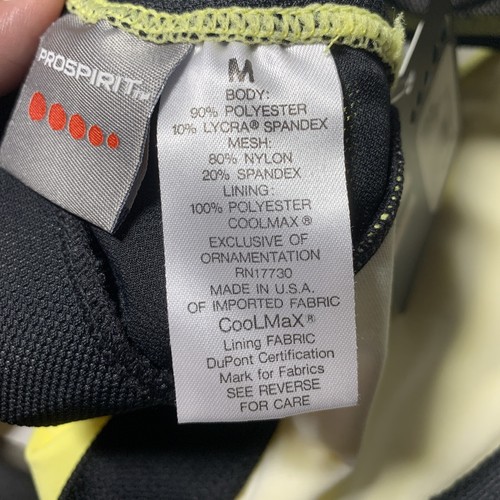 PROSPIRIT™
M
BODY:
90% POLYESTER
10% LYCRA® SPANDEX
MESH:
80% NYLON
20% SPANDEX
LINING:
100% POLYESTER
COOLMAX®
EXCLUSIVE OF
ORNAMENTATION
RN17730
MADE IN U.S.A.
OF IMPORTED FABRIC
CooLMaX®
Lining FABRIC
DuPont Certification
Mark for Fabrics
SEE REVERSE
FOR CARE